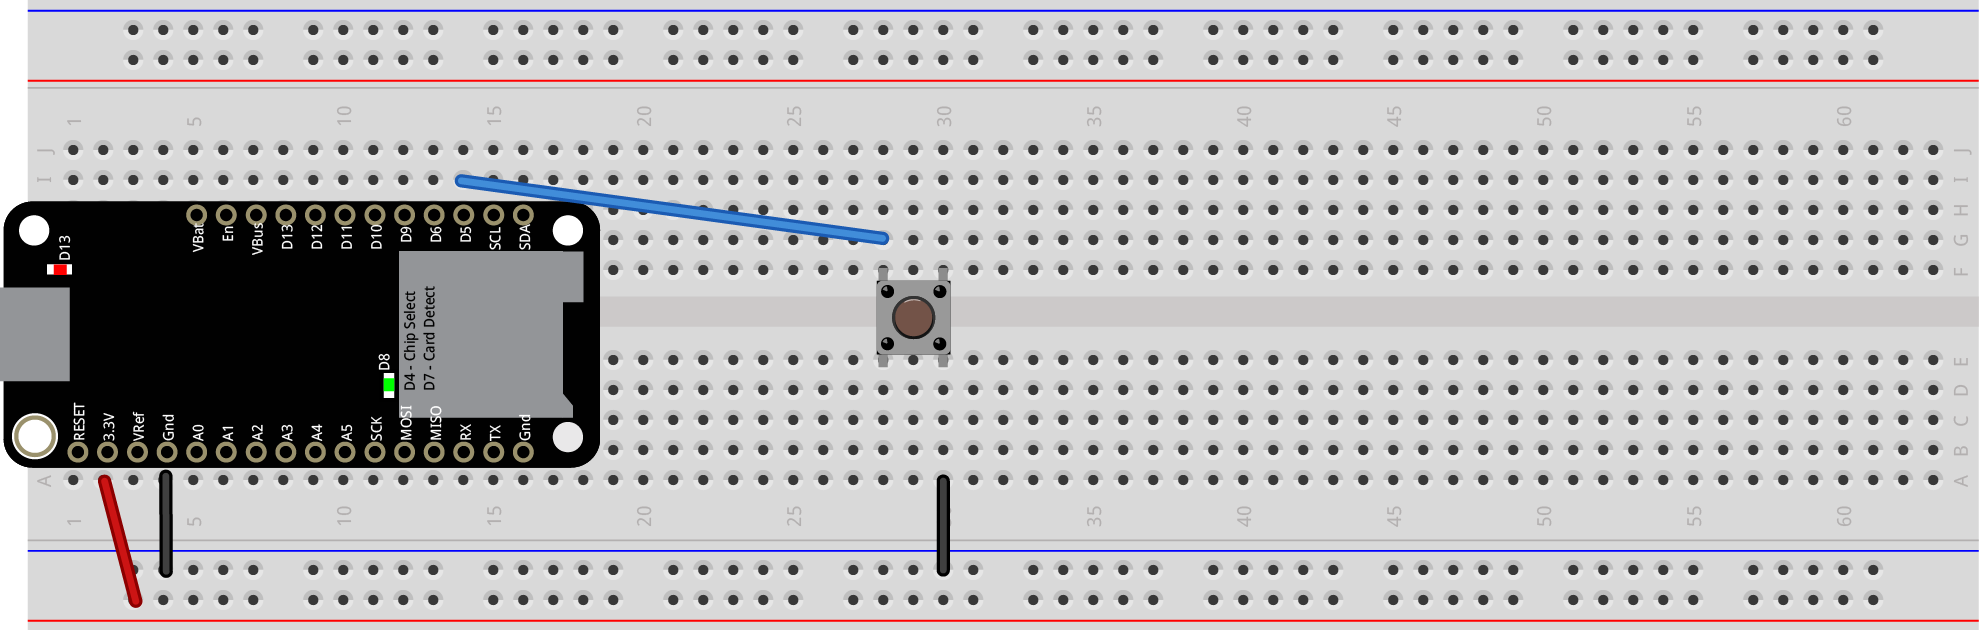 1 5 10 15 20 25 30 35 40 45 50 55 60
J J
I I
H
G
F
VBat En VBus D13 D12 D11 D10 D9 D6 D5 SCL SDA
D13
D4 - Chip Select
D7 - Card Detect
D8
E
D
C
B
RESET 3.3V VRef Gnd A0 A1 A2 A3 A4 A5 SCK MOSI MISO RX TX Gnd
A A
1 5 10 15 20 25 35 40 45 50 55 60